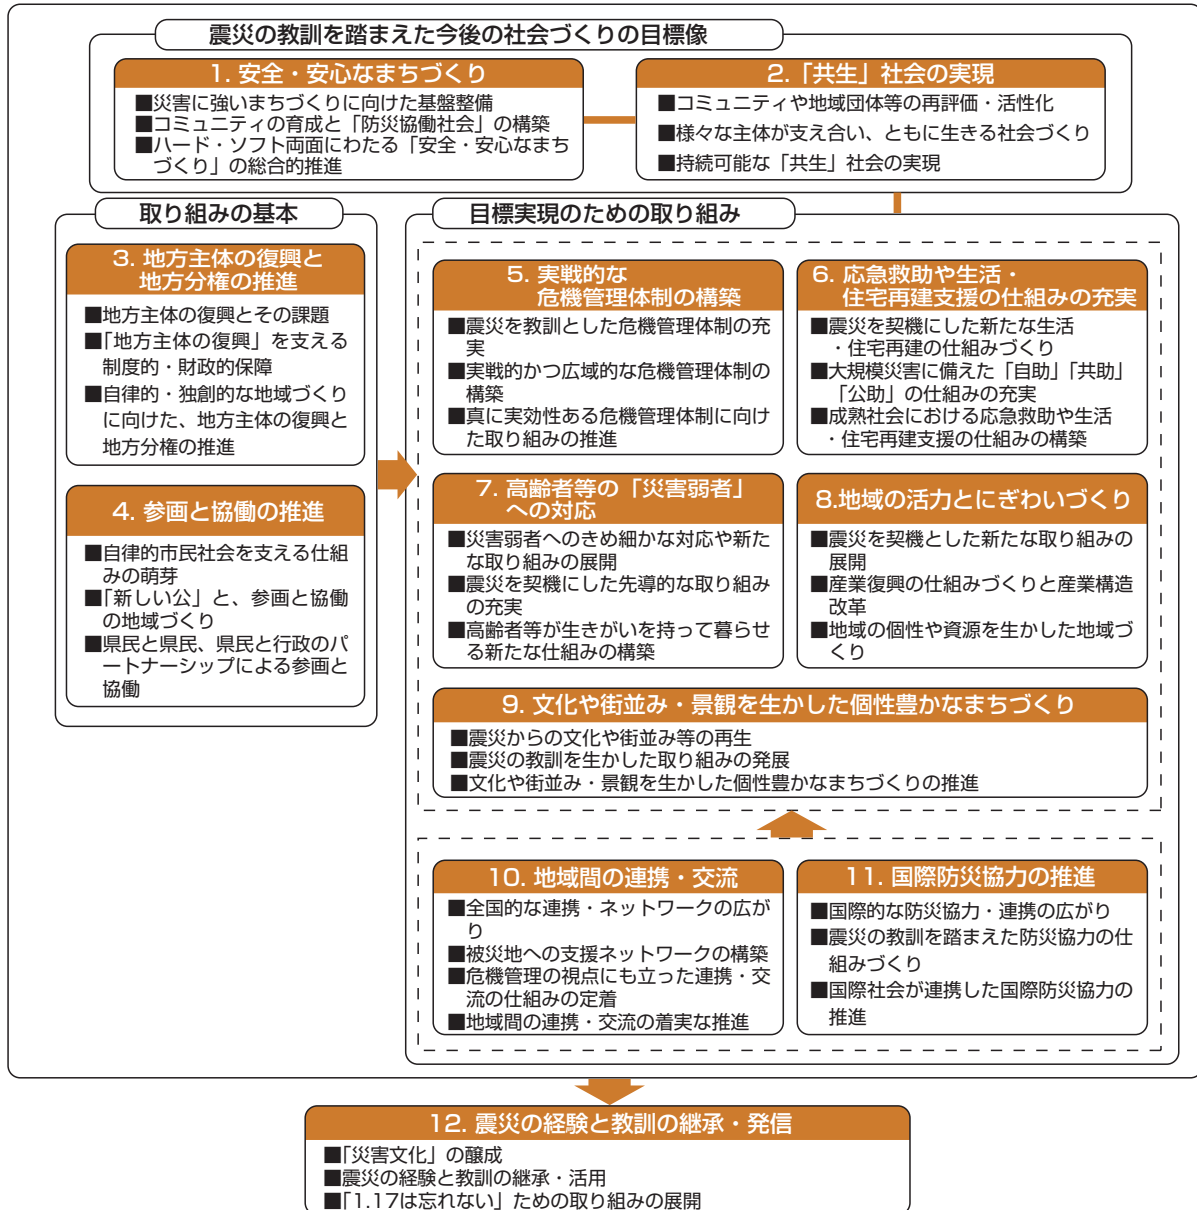 震災の教訓を踏まえた今後の社会づくりの目標像
1. 安全・安心なまちづくり
■災害に強いまちづくりに向けた基盤整備
■コミュニティの育成と「防災協働社会」の構築
■ハード・ソフト両面にわたる「安全・安心なまち
づくり」の総合的推進
2.「共生」社会の実現
■コミュニティや地域団体等の再評価・活性化
■様々な主体が支え合い、ともに生きる社会づくり
■持続可能な「共生」社会の実現
取り組みの基本
3. 地方主体の復興と
地方分権の推進
■地方主体の復興とその課題
■「地方主体の復興」を支える
制度的・財政的保障
■自律的・独創的な地域づくり
に向けた、地方主体の復興と
地方分権の推進
4. 参画と協働の推進
■自律的市民社会を支える仕組
みの萌芽
■「新しい公」と、参画と協働
の地域づくり
■県民と県民、県民と行政のパ
ートナーシップによる参画と
協働
目標実現のための取り組み
5. 実戦的な
危機管理体制の構築
■震災を教訓とした危機管理体制の充
実
■実戦的かつ広域的な危機管理体制の
構築
■真に実効性ある危機管理体制に向け
た取り組みの推進
6. 応急救助や生活・
住宅再建支援の仕組みの充実
■震災を契機にした新たな生活
・住宅再建の仕組みづくり
■大規模災害に備えた「自助」「共助」
「公助」の仕組みの充実
■成熟社会における応急救助や生活
・住宅再建支援の仕組みの構築
7. 高齢者等の「災害弱者」
への対応
■災害弱者へのきめ細かな対応や新た
な取り組みの展開
■震災を契機にした先導的な取り組み
の充実
■高齢者等が生きがいを持って暮らせ
る新たな仕組みの構築
8.地域の活力とにぎわいづくり
■震災を契機とした新たな取り組みの
展開
■産業復興の仕組みづくりと産業構造
改革
■地域の個性や資源を生かした地域づ
くり
9. 文化や街並み・景観を生かした個性豊かなまちづくり
■震災からの文化や街並み等の再生
■震災の教訓を生かした取り組みの発展
■文化や街並み・景観を生かした個性豊かなまちづくりの推進
10. 地域間の連携・交流
■全国的な連携・ネットワークの広が
り
■被災地への支援ネットワークの構築
■危機管理の視点にも立った連携・交
流の仕組みの定着
■地域間の連携・交流の着実な推進
11. 国際防災協力の推進
■国際的な防災協力・連携の広がり
■震災の教訓を踏まえた防災協力の仕
組みづくり
■国際社会が連携した国際防災協力の
推進
12. 震災の経験と教訓の継承・発信
■「災害文化」の醸成
■震災の経験と教訓の継承・活用
■「1.17は忘れない」ための取り組みの展開